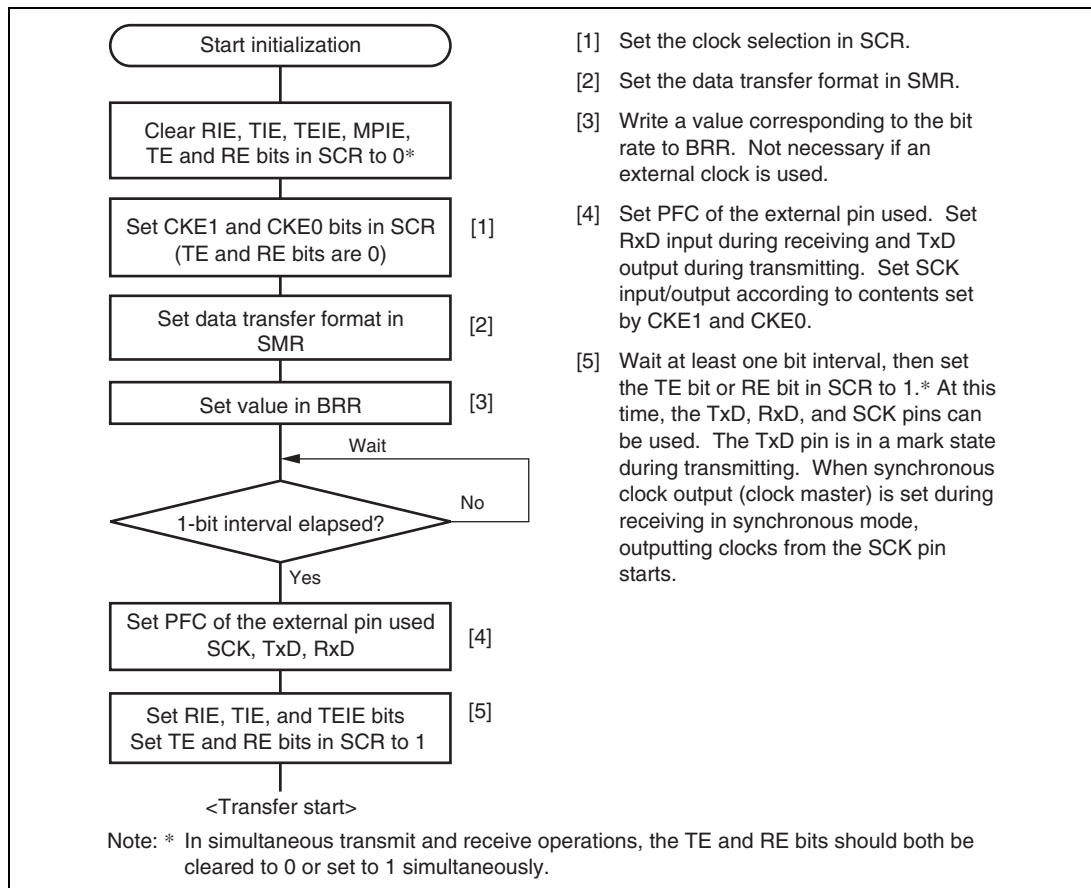 Start initialization
Clear RIE, TIE, TEIE, MPIE,
TE and RE bits in SCR to 0*
Set CKE1 and CKE0 bits in SCR
(TE and RE bits are 0)
[1]
Set data transfer format in
SMR
[2]
Set value in BRR
[3]
Wait
1-bit interval elapsed?
No
Yes
Set PFC of the external pin used
SCK, TxD, RxD
[4]
Set RIE, TIE, and TEIE bits
Set TE and RE bits in SCR to 1
[5]
<Transfer start>
[1] Set the clock selection in SCR.
[2] Set the data transfer format in SMR.
[3] Write a value corresponding to the bit
rate to BRR. Not necessary if an
external clock is used.
[4] Set PFC of the external pin used. Set
RxD input during receiving and TxD
output during transmitting. Set SCK
input/output according to contents set
by CKE1 and CKE0.
[5] Wait at least one bit interval, then set
the TE bit or RE bit in SCR to 1.* At this
time, the TxD, RxD, and SCK pins can
be used. The TxD pin is in a mark state
during transmitting. When synchronous
clock output (clock master) is set during
receiving in synchronous mode,
outputting clocks from the SCK pin
starts.
Note: * In simultaneous transmit and receive operations, the TE and RE bits should both be
cleared to 0 or set to 1 simultaneously.